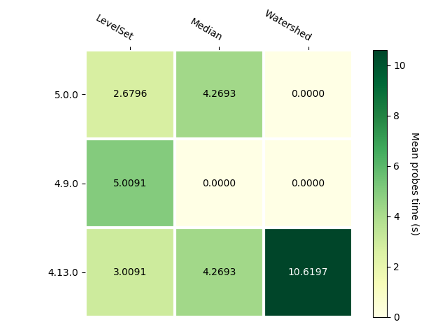 LevelSet Median Watershed
5.0.0 2.6796 4.2693 0.0000
4.9.0 5.0091 0.0000 0.0000
4.13.0 3.0091 4.2693 10.6197
10
8
6
4
2
0
Mean probes time (s)